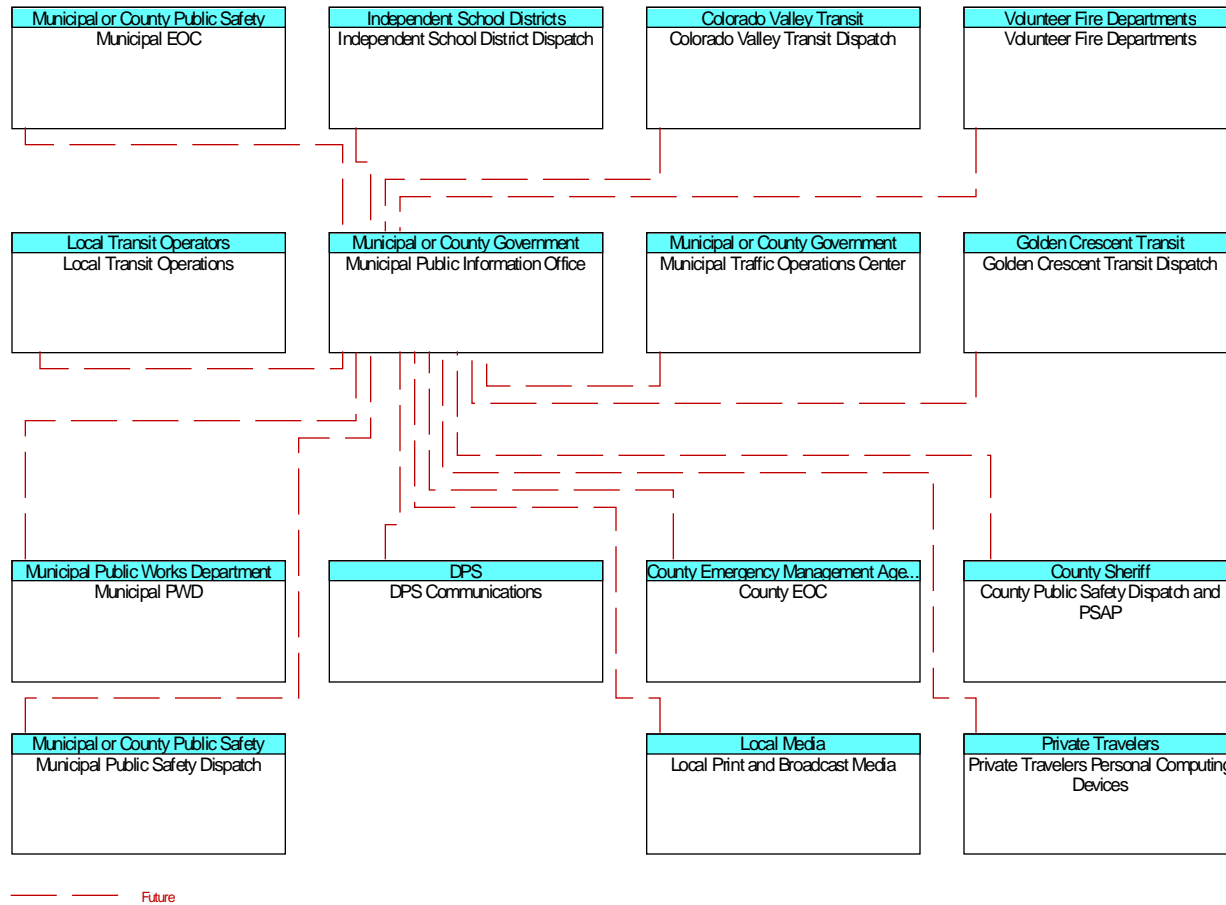 Municipal or County Public Safety
Municipal EOC
Independent School Districts
Independent School District Dispatch
Colorado Valley Transit
Colorado Valley Transit Dispatch
Volunteer Fire Departments
Volunteer Fire Departments
Local Transit Operators
Local Transit Operations
Municipal or County Government
Municipal Public Information Office
Municipal or County Government
Municipal Traffic Operations Center
Golden Crescent Transit
Golden Crescent Transit Dispatch
Municipal Public Works Department
Municipal PWD
DPS
DPS Communications
County Emergency Management Age...
County EOC
County Sheriff
County Public Safety Dispatch and
PSAP
Municipal or County Public Safety
Municipal Public Safety Dispatch
Local Media
Local Print and Broadcast Media
Private Travelers
Private Travelers Personal Computing
Devices
Future